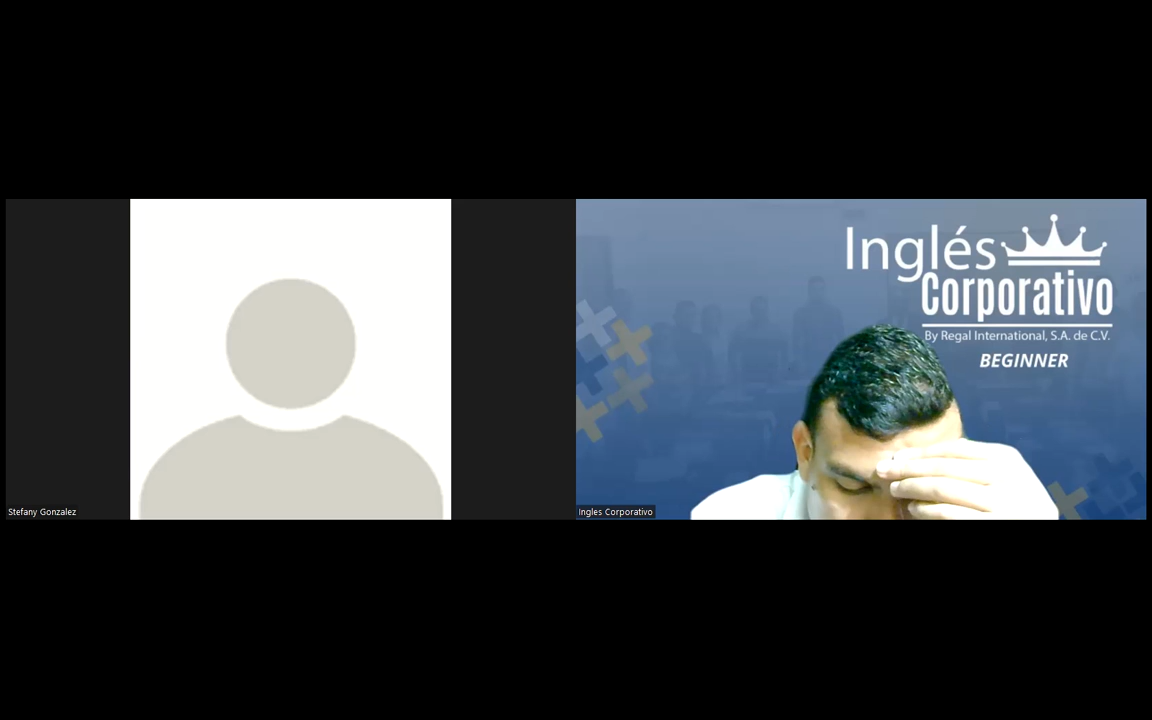 Inglés
Corporativo
By Regal International, S.A. de C.V.
BEGINNER
Stefany Gonzalez
Ingles Corporativo